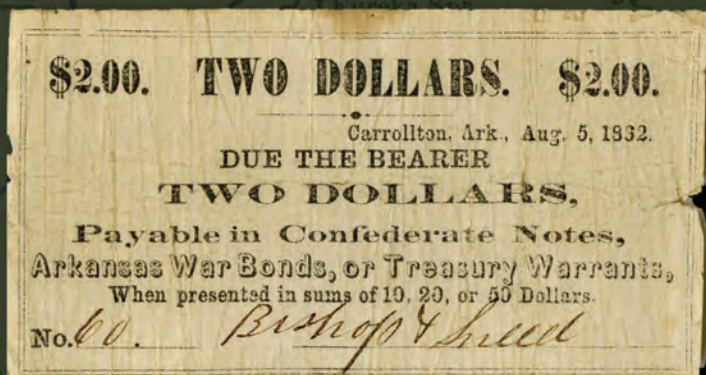 $2.00. TWO DOLLARS. $2.00.
Carrollton, Ark., Aug. 5, 1862.
DUE THE BEARER
TWO DOLLARS,
Payable in Confederate Notes,
Arkansas War Bonds, or Treasury Warrants,
When presented in sums of 10, 20, or 50 Dollars.
No. 60. Bishop & Sneed